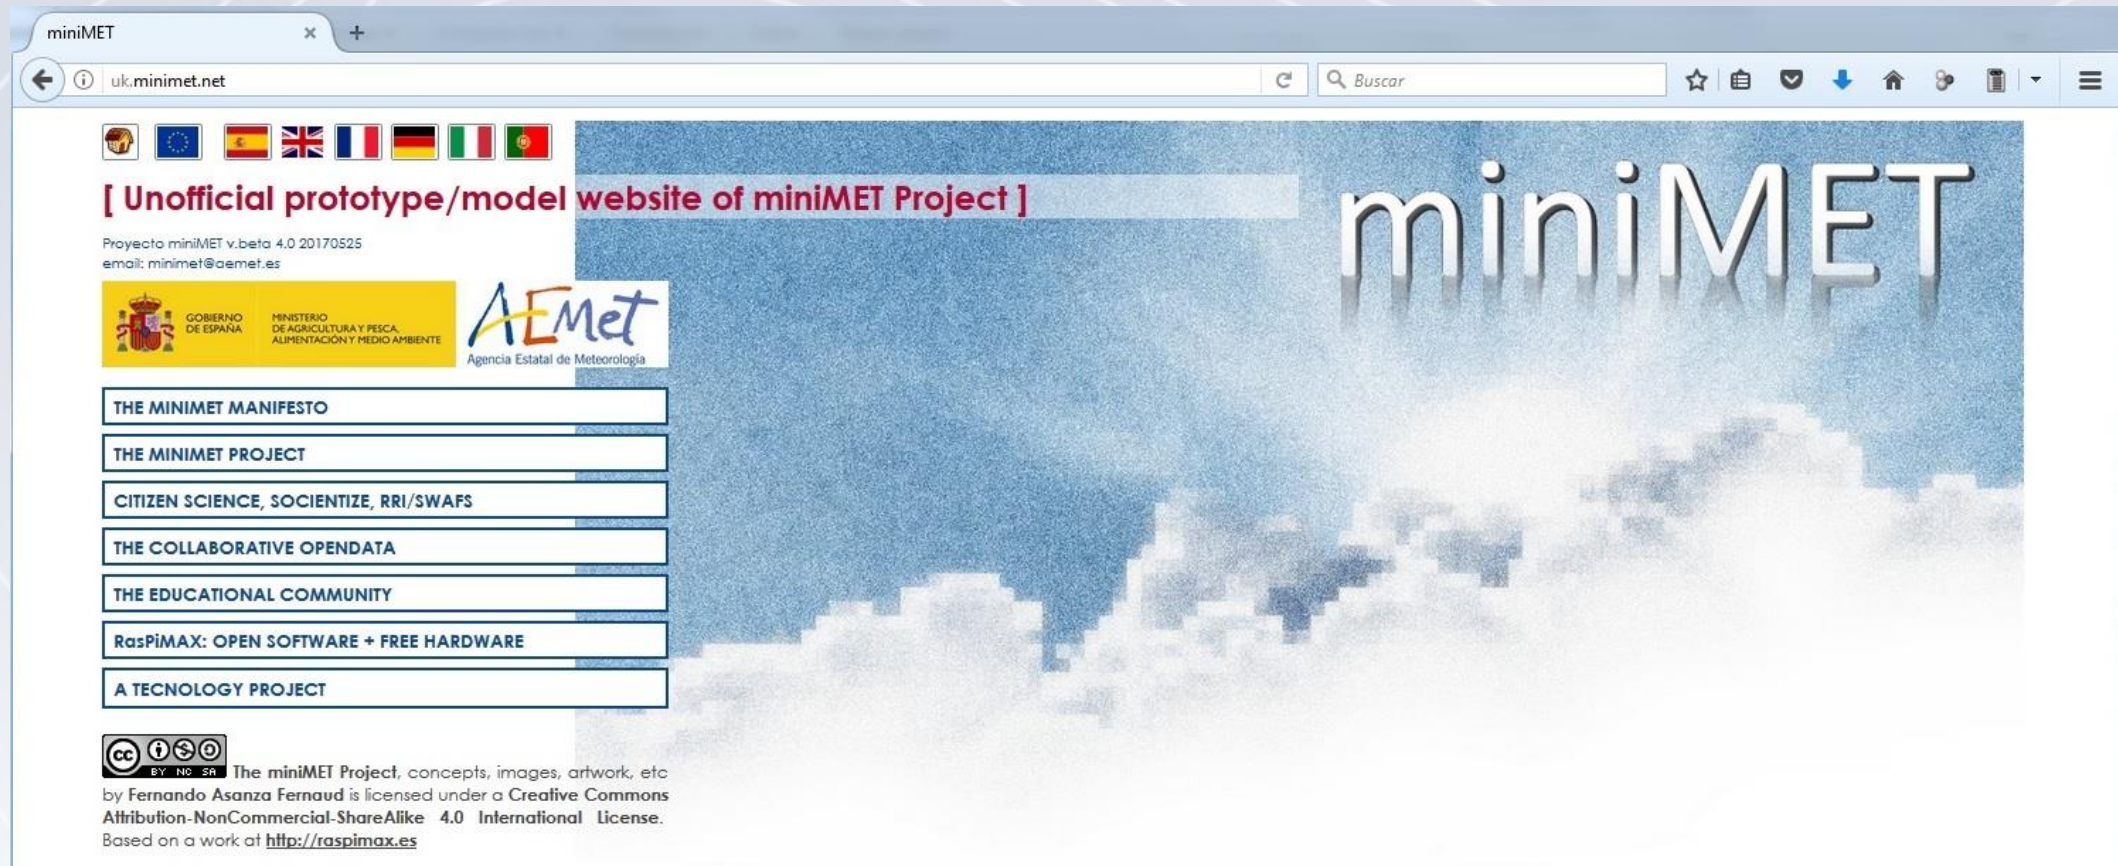 miniMET
uk.minimet.net
Buscar
[ Unofficial prototype/model website of miniMET Project ]
miniMET
Proyecto miniMET v.beta 4.0 20170525
email: minimet@aemet.es
GOBIERNO
DE ESPAÑA
MINISTERIO
DE AGRICULTURA Y PESCA,
ALIMENTACIÓN Y MEDIO AMBIENTE
AEMet
Agencia Estatal de Meteorología
THE MINIMET MANIFESTO
THE MINIMET PROJECT
CITIZEN SCIENCE, SOCIENTIZE, RRI/SWAFS
THE COLLABORATIVE OPENDATA
THE EDUCATIONAL COMMUNITY
RasPiMAX: OPEN SOFTWARE + FREE HARDWARE
A TECNOLOGY PROJECT
cc
BY NC SA
The miniMET Project, concepts, images, artwork, etc
by Fernando Asanza Fernaud is licensed under a Creative Commons
Attribution-NonCommercial-ShareAlike 4.0 International License.
Based on a work at http://raspimax.es